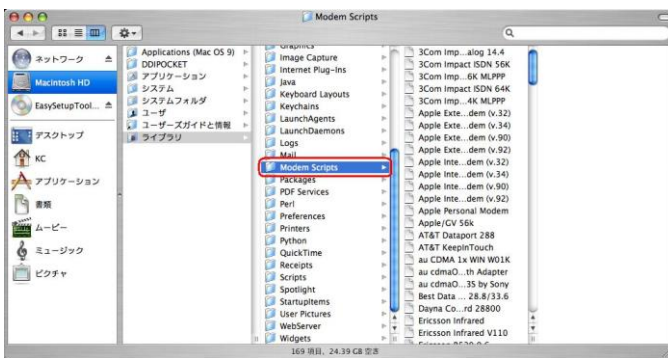 Modem Scripts
ネットワーク
Macintosh HD
EasySetupTool...
デスクトップ
KC
アプリケーション
書類
ムービー
ミュージック
ピクチャ
Applications (Mac OS 9)
DDIPOCKET
アプリケーション
システム
システムフォルダ
ユーザ
ユーザーズガイドと情報
ライブラリ
Graphics
Image Capture
Internet Plug-Ins
Java
Keyboard Layouts
Keychains
LaunchAgents
LaunchDaemons
Logs
Mail
Modem Scripts
Packages
PDF Services
Perl
Preferences
Printers
Python
QuickTime
Receipts
Scripts
Spotlight
StartupItems
User Pictures
WebServer
Widgets
3Com Imp...alog 14.4
3Com Impact ISDN 56K
3Com Imp...6K MLPPP
3Com Impact ISDN 64K
3Com Imp...4K MLPPP
Apple Exte...dem (v.32)
Apple Exte...dem (v.34)
Apple Exte...dem (v.90)
Apple Exte...dem (v.92)
Apple Inte...dem (v.32)
Apple Inte...dem (v.34)
Apple Inte...dem (v.90)
Apple Inte...dem (v.92)
Apple Personal Modem
Apple/GV 56k
AT&T Dataport 288
AT&T KeepInTouch
au CDMA 1x WIN W01K
au cdmaO...th Adapter
au cdmaO...3S by Sony
Best Data ... 28.8/33.6
Dayna Co...rd 28800
Ericsson Infrared
Ericsson Infrared V110
169 項目, 24.39 GB 空き